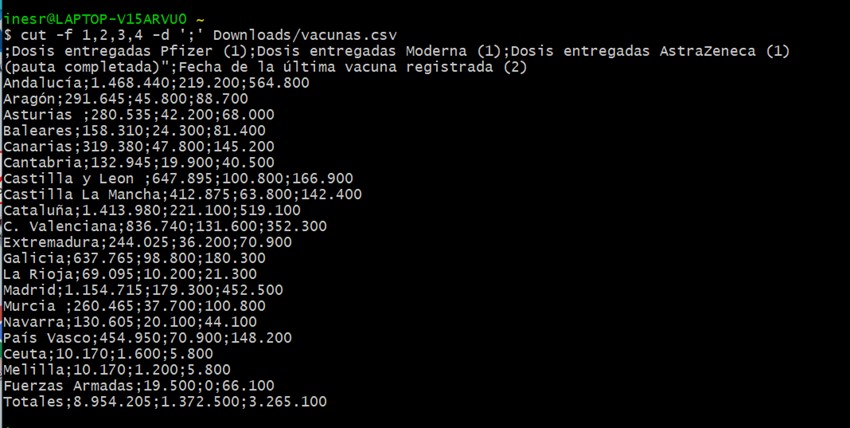 inesr@LAPTOP-V15ARVU0 ~
$ cut -f 1,2,3,4 -d ';' Downloads/vacunas.csv
;Dosis entregadas Pfizer (1);Dosis entregadas Moderna (1);Dosis entregadas AstraZeneca (1)
(pauta completada)";Fecha de la última vacuna registrada (2)
Andalucía;1.468.440;219.200;564.800
Aragón;291.645;45.800;88.700
Asturias ;280.535;42.200;68.000
Baleares;158.310;24.300;81.400
Canarias;319.380;47.800;145.200
Cantabria;132.945;19.900;40.500
Castilla y Leon ;647.895;100.800;166.900
Castilla La Mancha;412.875;63.800;142.400
Cataluña;1.413.980;221.100;519.100
C. Valenciana;836.740;131.600;352.300
Extremadura;244.025;36.200;70.900
Galicia;637.765;98.800;180.300
La Rioja;69.095;10.200;21.300
Madrid;1.154.715;179.300;452.500
Murcia ;260.465;37.700;100.800
Navarra;130.605;20.100;44.100
País Vasco;454.950;70.900;148.200
Ceuta;10.170;1.600;5.800
Melilla;10.170;1.200;5.800
Fuerzas Armadas;19.500;0;66.100
Totales;8.954.205;1.372.500;3.265.100